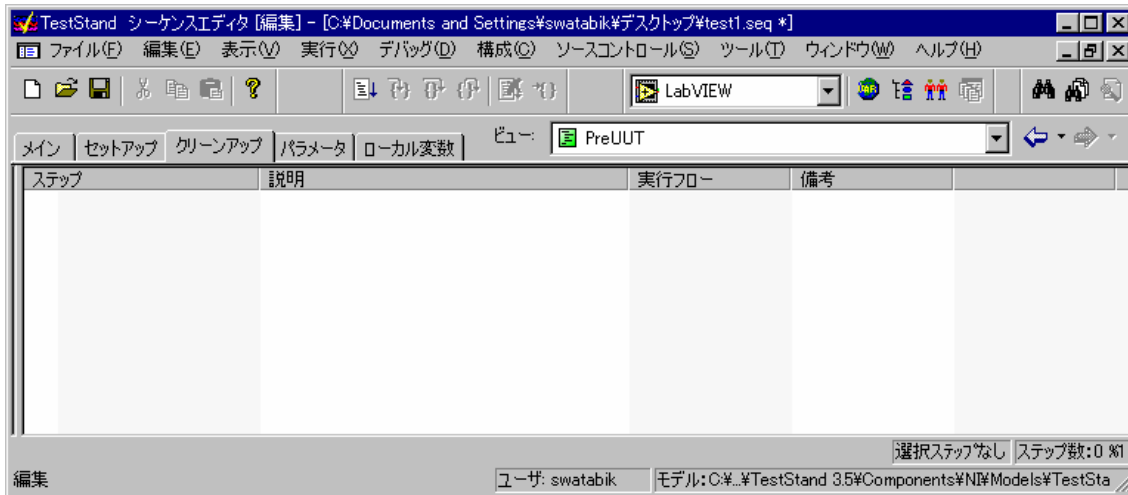 TestStand シーケンスエディタ [編集] - [C:¥Documents and Settings¥swatabik¥デスクトップ¥test1.seq *]
ファイル(F) 編集(E) 表示(V) 実行(X) デバッグ(D) 構成(C) ソースコントロール(S) ツール(T) ウィンドウ(W) ヘルプ(H)
LabVIEW
メイン セットアップ クリーンアップ パラメータ ローカル変数 ビュー: PreUUT
ステップ 説明 実行フロー 備考
選択ステップなし ステップ数:0 %1
編集 ユーザ: swatabik モデル:C:¥...¥TestStand 3.5¥Components¥NI¥Models¥TestSta